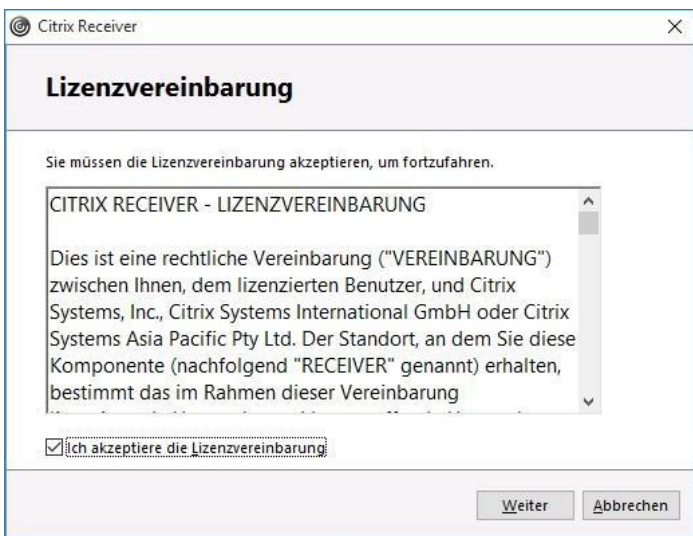 Citrix Receiver
Lizenzvereinbarung
Sie müssen die Lizenzvereinbarung akzeptieren, um fortzufahren.
CITRIX RECEIVER - LIZENZVEREINBARUNG
Dies ist eine rechtliche Vereinbarung ("VEREINBARUNG")
zwischen Ihnen, dem lizenzierten Benutzer, und Citrix
Systems, Inc., Citrix Systems International GmbH oder Citrix
Systems Asia Pacific Pty Ltd. Der Standort, an dem Sie diese
Komponente (nachfolgend "RECEIVER" genannt) erhalten,
bestimmt das im Rahmen dieser Vereinbarung
Ich akzeptiere die Lizenzvereinbarung
Weiter
Abbrechen